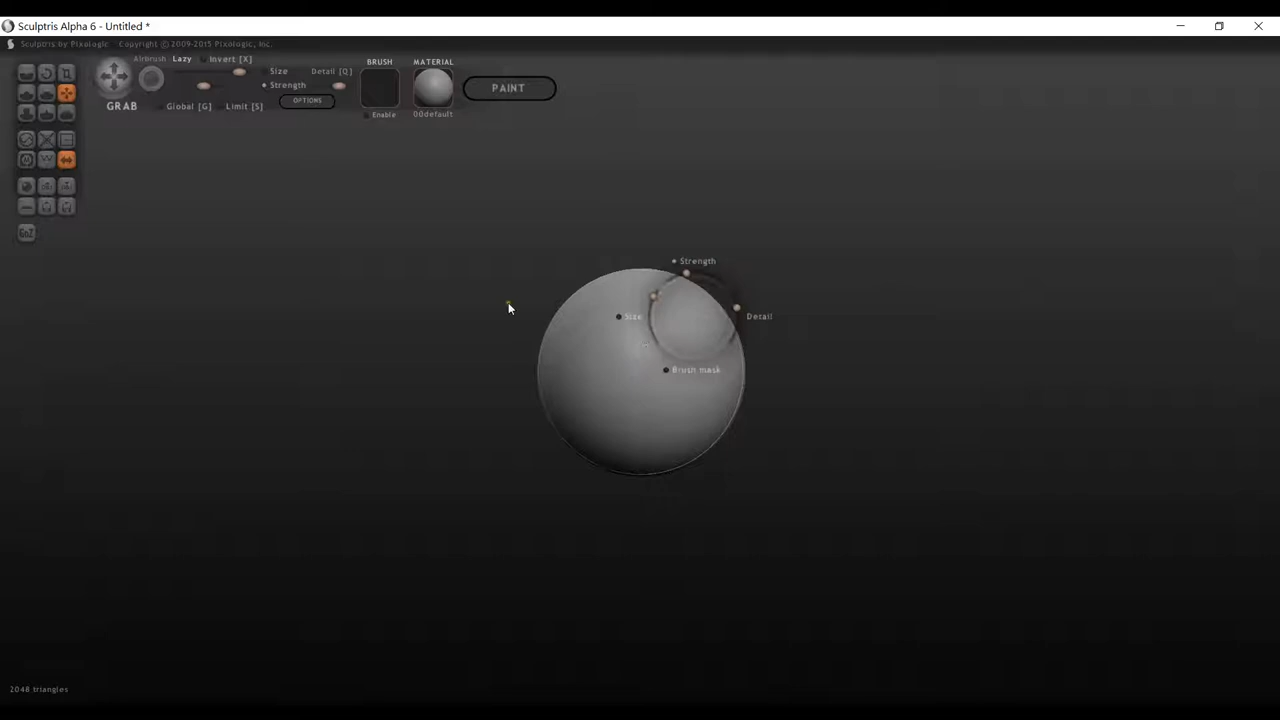 Sculptris Alpha 6 - Untitled *
Sculptris by Pixologic Copyright © 2009-2015 Pixologic, Inc.
Airbrush Lazy Invert [X]
Size Detail [Q]
Strength
GRAB Global [G] Limit [S] OPTIONS
BRUSH
Enable
MATERIAL
00default
PAINT
Strength
Size
Detail
Brush mask
GoZ
2048 triangles